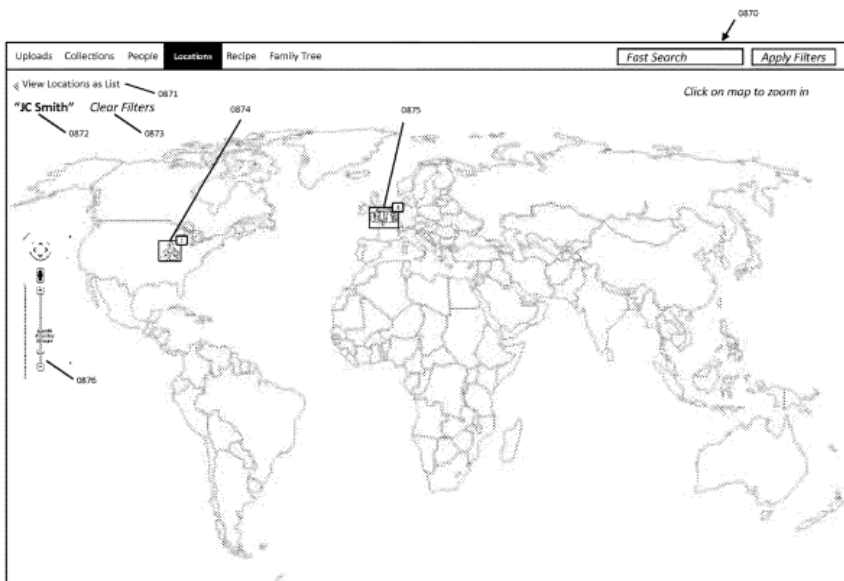 0870
Uploads Collections People Locations Recipe Family Tree Fast Search Apply Filters
View Locations as List
0871
Click on map to zoom in
"JC Smith" Clear Filters
0872
0873
0874
0875
0876